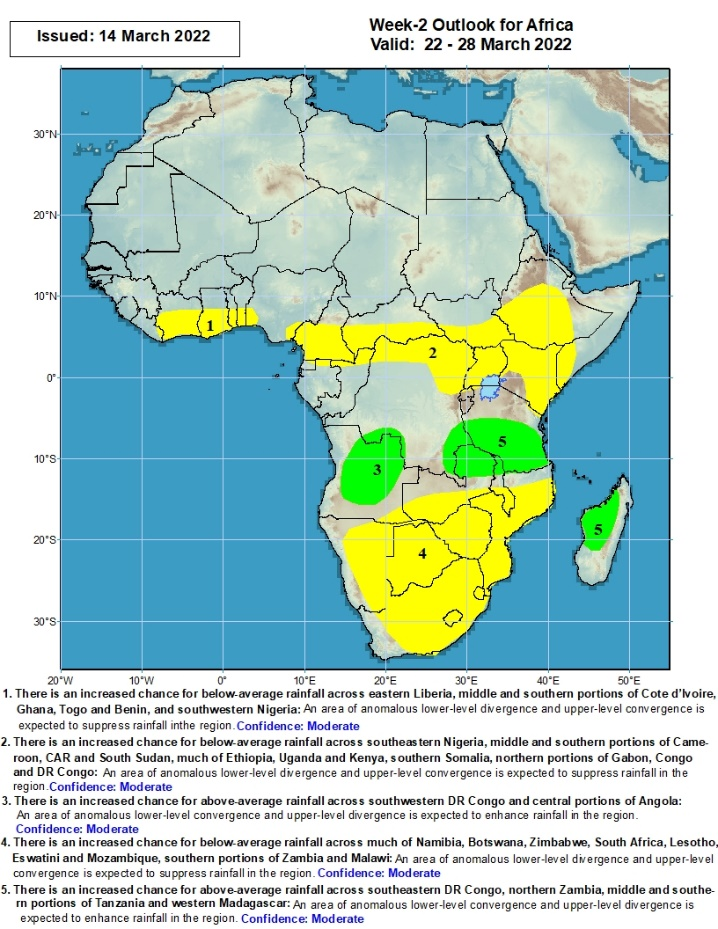 Issued: 14 March 2022
Week-2 Outlook for Africa
Valid: 22 - 28 March 2022
30°N
20°N
10°N
0°
10°S
20°S
30°S
1
2
3
5
5
4
20°W
10°W
0°
10°E
20°E
30°E
40°E
50°E
1. There is an increased chance for below-average rainfall across eastern Liberia, middle and southern portions of Cote d'Ivoire,
Ghana, Togo and Benin, and southwestern Nigeria: An area of anomalous lower-level divergence and upper-level convergence is
expected to suppress rainfall inthe region. Confidence: Moderate
2. There is an increased chance for below-average rainfall across southeastern Nigeria, middle and southern portions of Came-
roon, CAR and South Sudan, much of Ethiopia, Uganda and Kenya, southern Somalia, northern portions of Gabon, Congo
and DR Congo: An area of anomalous lower-level divergence and upper-level convergence is expected to suppress rainfall in the
region. Confidence: Moderate
3. There is an increased chance for above-average rainfall across southwestern DR Congo and central portions of Angola:
An area of anomalous lower-level convergence and upper-level divergence is expected to enhance rainfall in the region.
Confidence: Moderate
4. There is an increased chance for below-average rainfall across much of Namibia, Botswana, Zimbabwe, South Africa, Lesotho,
Eswatini and Mozambique, southern portions of Zambia and Malawi: An area of anomalous lower-level divergence and upper-level
convergence is expected to suppress rainfall in the region. Confidence: Moderate
5. There is an increased chance for above-average rainfall across southeastern DR Congo, northern Zambia, middle and southe-
rn portions of Tanzania and western Madagascar: An area of anomalous lower-level convergence and upper-level divergence is
expected to enhance rainfall in the region. Confidence: Moderate